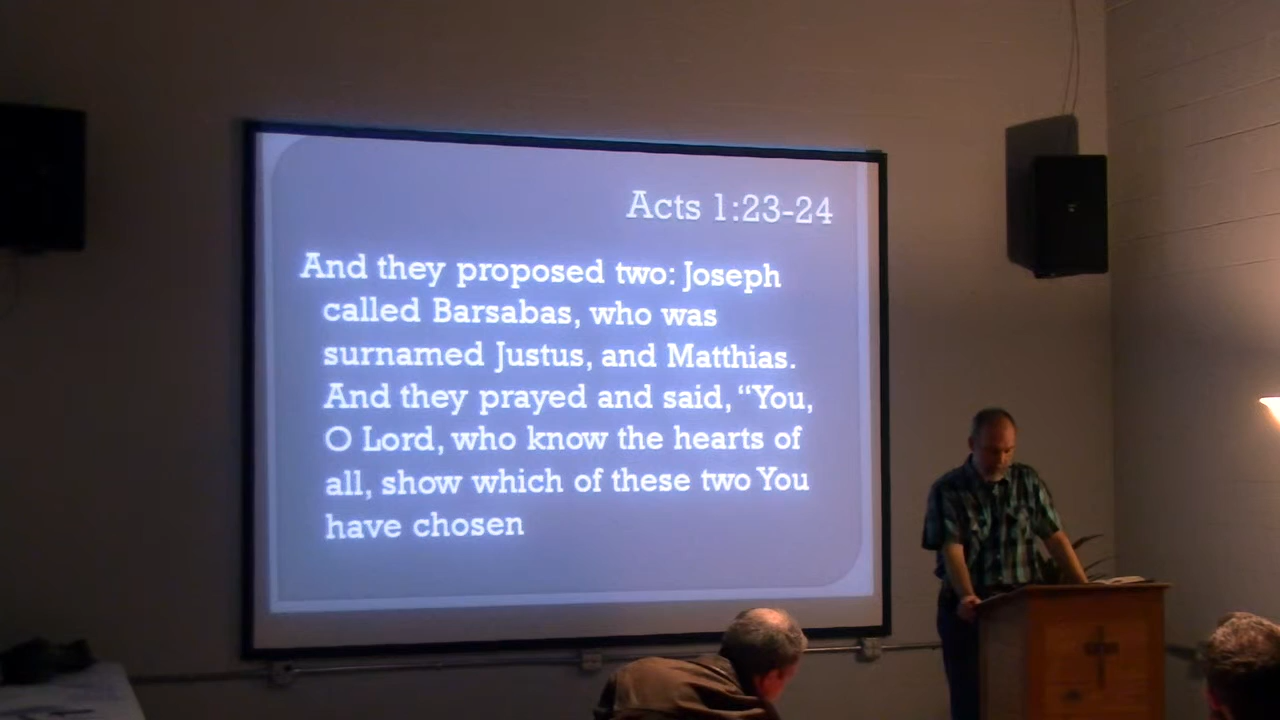 Acts 1:23-24
And they proposed two: Joseph
called Barsabas, who was
surnamed Justus, and Matthias.
And they prayed and said, “You,
O Lord, who know the hearts of
all, show which of these two You
have chosen